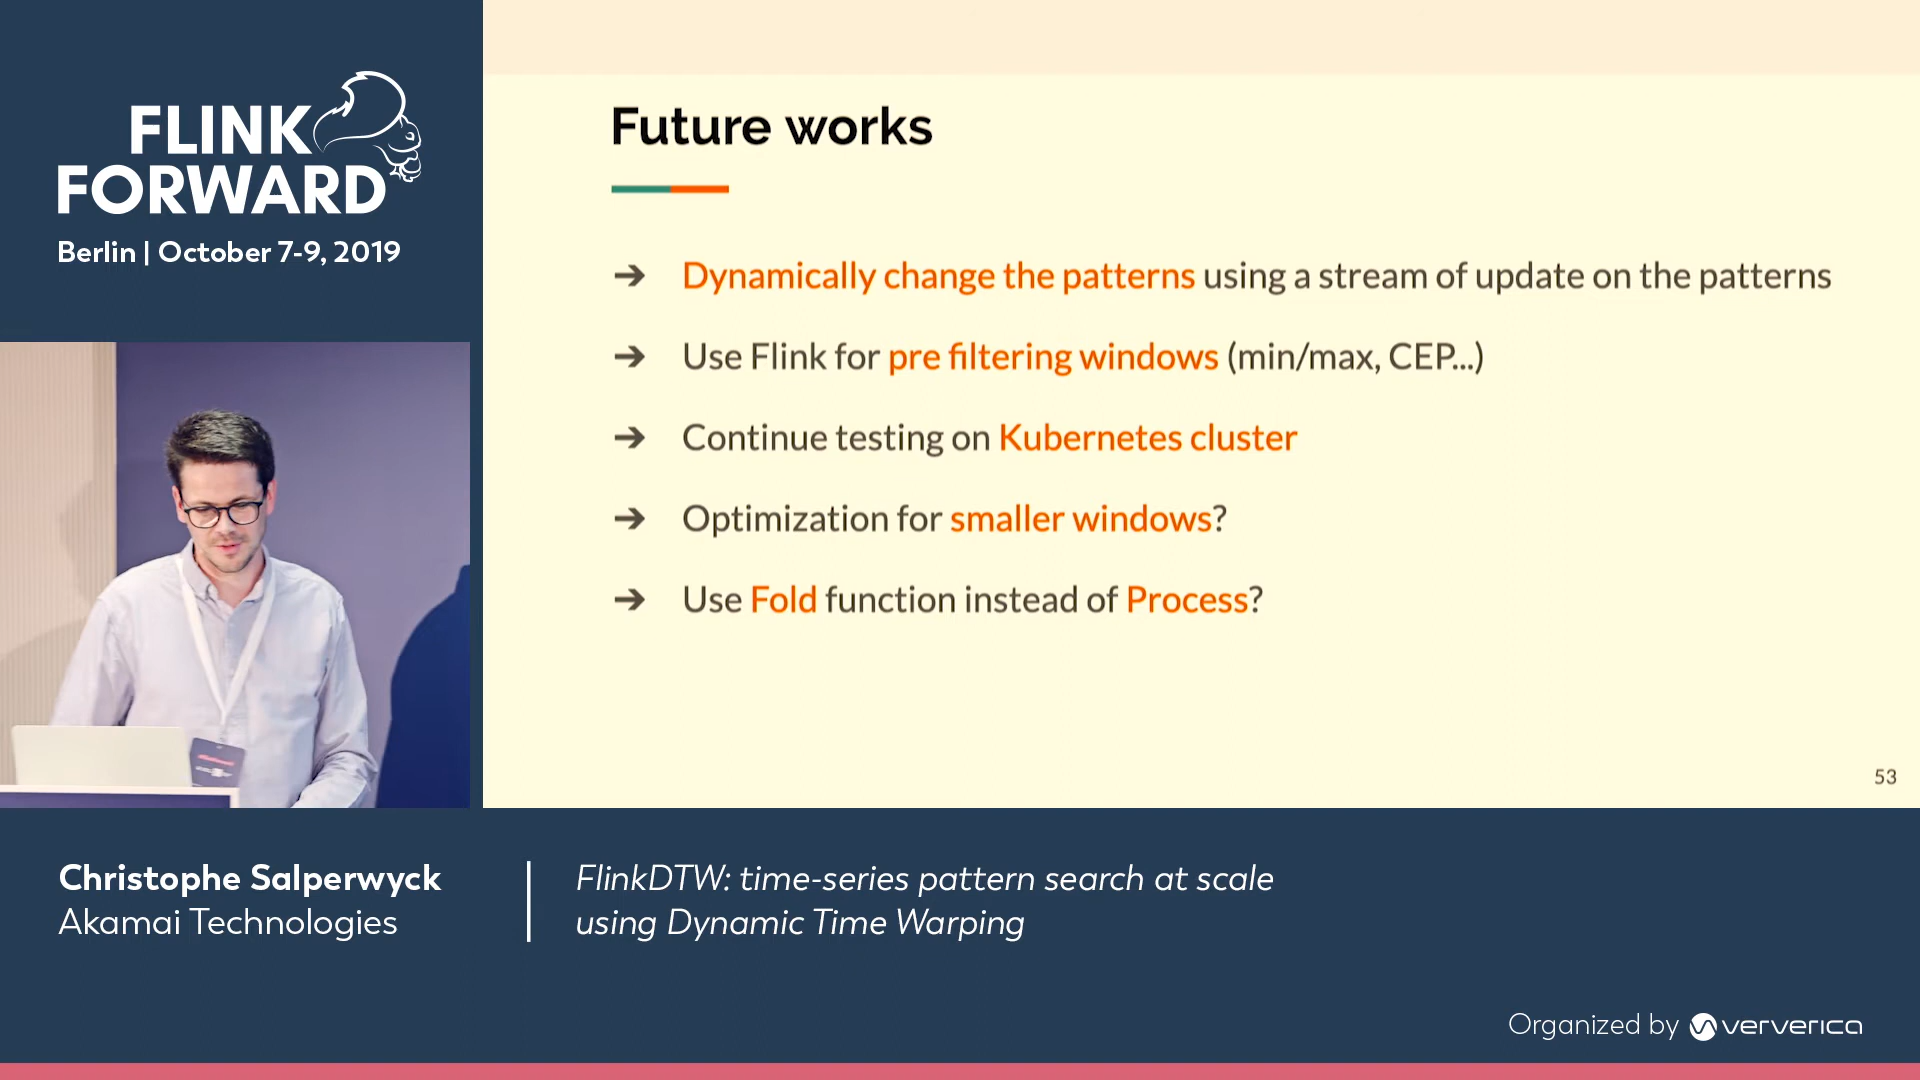 FLINK
FORWARD
Berlin | October 7-9, 2019
Future works
➔ Dynamically change the patterns using a stream of update on the patterns
➔ Use Flink for pre filtering windows (min/max, CEP...)
➔ Continue testing on Kubernetes cluster
➔ Optimization for smaller windows?
➔ Use Fold function instead of Process?
53
Christophe Salperwyck
Akamai Technologies
FlinkDTW: time-series pattern search at scale
using Dynamic Time Warping
Organized by ververica